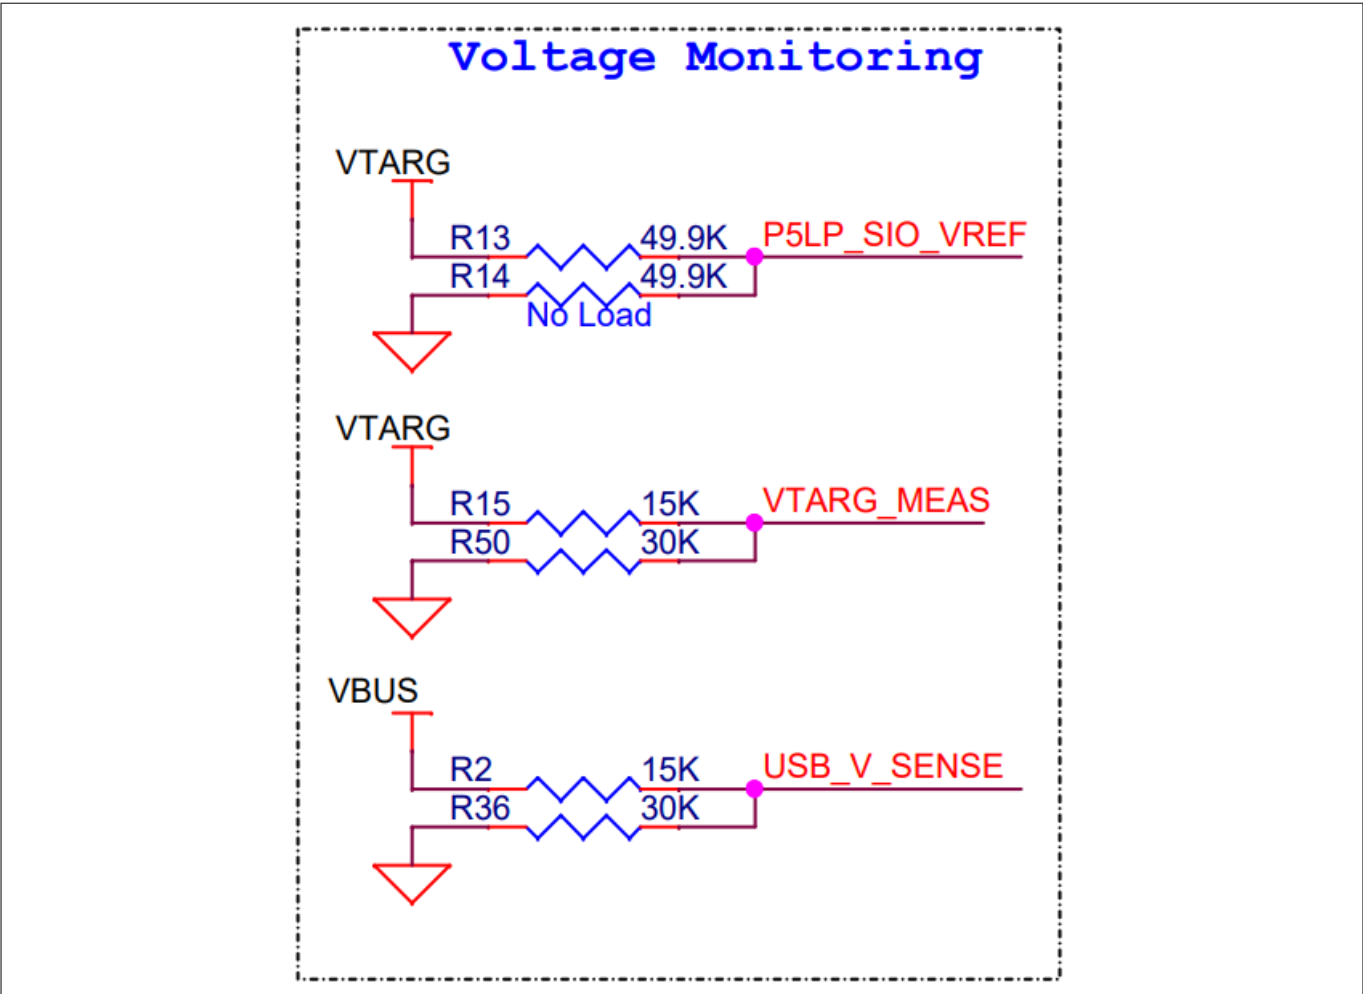 Voltage Monitoring
VTARG
R13 49.9K P5LP_SIO_VREF
R14 49.9K
No Load
VTARG
R15 15K VTARG_MEAS
R50 30K
VBUS
R2 15K USB_V_SENSE
R36 30K